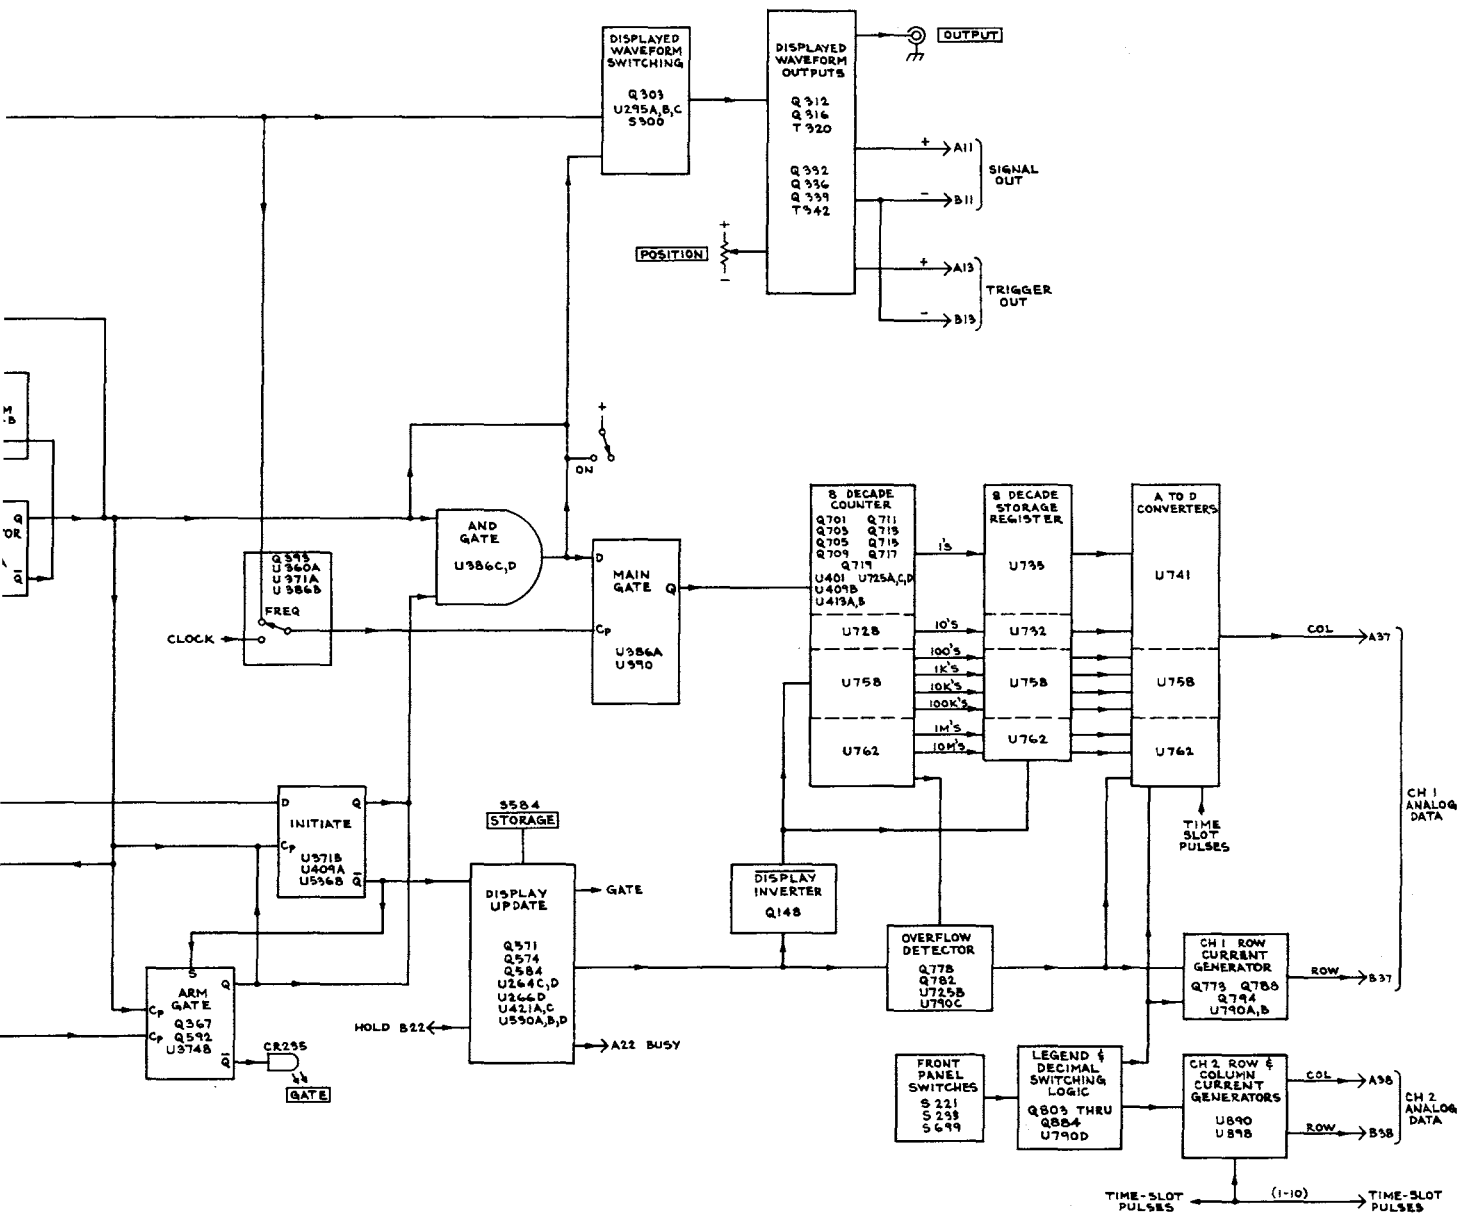 DISPLAYED
WAVEFORM
SWITCHING
Q303
U295A,B,C
S300
DISPLAYED
WAVEFORM
OUTPUTS
Q312
Q316
T320
Q332
Q336
Q339
T342
OUTPUT
+
A11
-
B11
SIGNAL
OUT
+
A13
-
B13
TRIGGER
OUT
POSITION
+
-
M
-B
Q
OR
Q̅
+
ON
AND
GATE
U386C,D
Q393
U360A
U371A
U386B
FREQ
CLOCK
D
MAIN
GATE
Q
Cp
U386A
U390
8 DECADE
COUNTER
Q701 Q711
Q703 Q713
Q705 Q715
Q709 Q717
Q719
U401 U725A,C,D
U409B
U413A,B
U728
U758
U762
1'S
10'S
100'S
1K'S
10K'S
100K'S
1M'S
10M'S
8 DECADE
STORAGE
REGISTER
U735
U732
U758
U762
A TO D
CONVERTERS
U741
U758
U762
COL
A37
TIME
SLOT
PULSES
CH 1
ANALOG
DATA
D
Q
INITIATE
Cp
U371B
U409A
U536B
Q̅
S584
STORAGE
DISPLAY
UPDATE
Q571
Q574
Q584
U264C,D
U266D
U421A,C
U530A,B,D
GATE
HOLD B22
A22 BUSY
S
ARM
GATE
Q
Cp
Cp
Q367
Q592
U374B
Q̅
CR235
GATE
DISPLAY
INVERTER
Q148
OVERFLOW
DETECTOR
Q778
Q782
U725B
U790C
CH 1 ROW
CURRENT
GENERATOR
Q773 Q788
Q794
U790A,B
ROW
B37
FRONT
PANEL
SWITCHES
S221
S233
S699
LEGEND &
DECIMAL
SWITCHING
LOGIC
Q803 THRU
Q884
U790D
CH 2 ROW &
COLUMN
CURRENT
GENERATORS
U890
U898
COL
A38
ROW
B38
CH 2
ANALOG
DATA
TIME-SLOT
PULSES
(1-10)
TIME-SLOT
PULSES